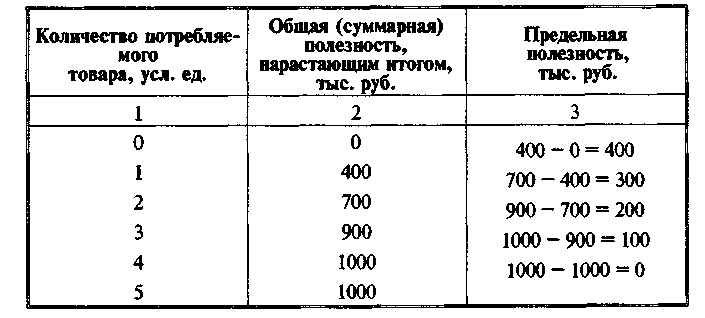 Количество потребляе-
мого
товара, усл. ед.
Общая (суммарная)
полезность,
нарастающим итогом,
тыс. руб.
Предельная
полезность,
тыс. руб.
1 2 3
0 0
400 − 0 = 400
1 400
700 − 400 = 300
2 700
900 − 700 = 200
3 900
1000 − 900 = 100
4 1000
1000 − 1000 = 0
5 1000